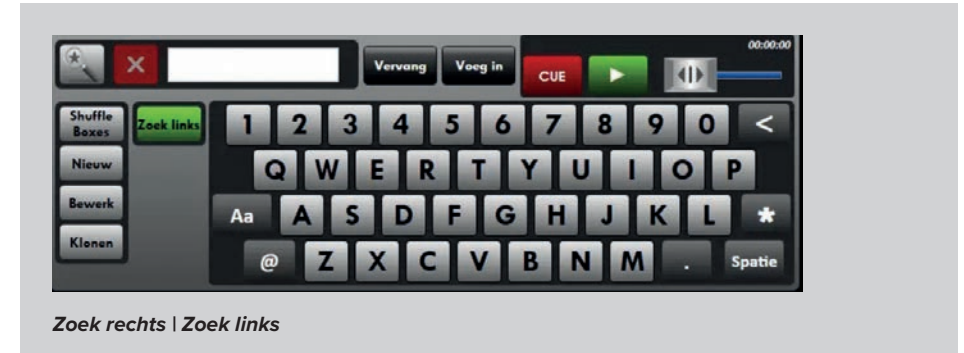 00:00:00
Vervang Voeg in CUE
Shuffle Boxes Zoek links 1 2 3 4 5 6 7 8 9 0 <
Nieuw Q W E R T Y U I O P
Bewerk Aa A S D F G H J K L *
Klonen @ Z X C V B N M . Spatie
Zoek rechts | Zoek links